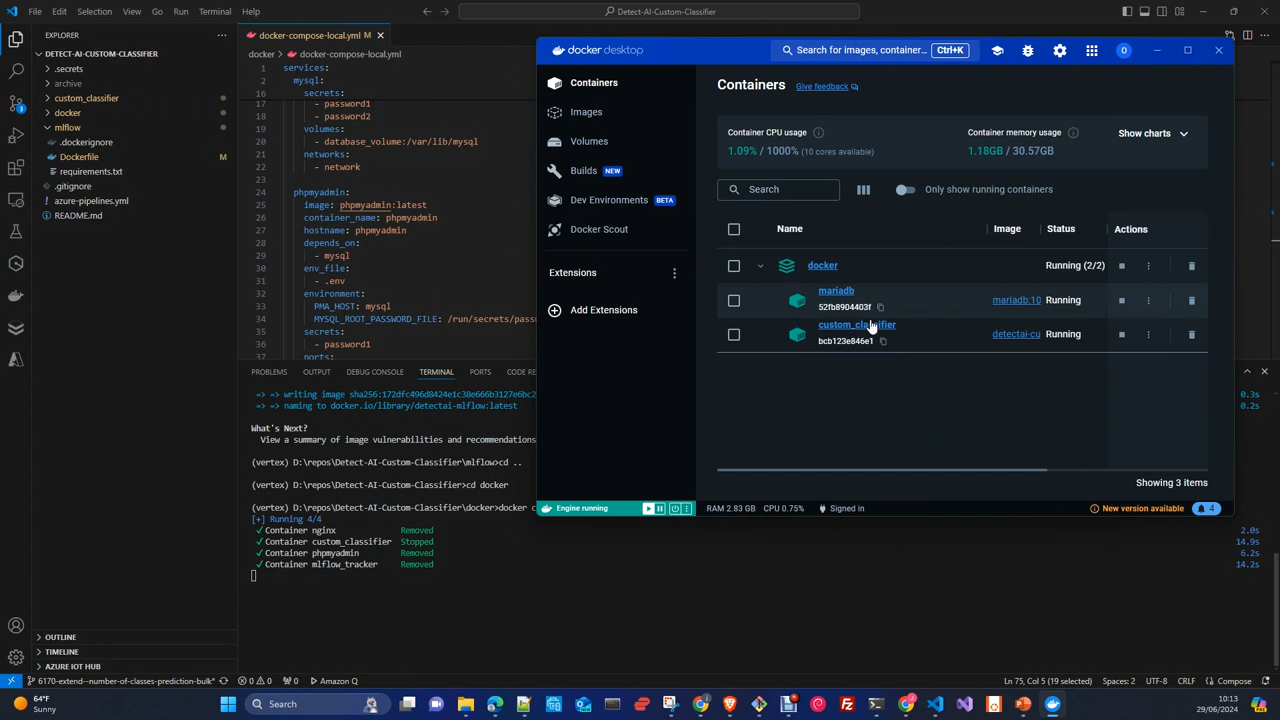 File Edit Selection View Go Run Terminal Help
Detect-AI-Custom-Classifier
EXPLORER
DETECT-AI-CUSTOM-CLASSIFIER
.secrets
archive
custom_classifier
docker
mlflow
.dockerignore
Dockerfile M
requirements.txt
.gitignore
azure-pipelines.yml
README.md
3
OUTLINE
TIMELINE
AZURE IOT HUB
docker-compose-local.yml M
docker > docker-compose-local.yml
1 services:
2 mysql:
16 secrets:
17 - password1
18 - password2
19 volumes:
20 - database_volume:/var/lib/mysql
21 networks:
22 - network
23
24 phpmyadmin:
25 image: phpmyadmin:latest
26 container_name: phpmyadmin
27 hostname: phpmyadmin
28 depends_on:
29 - mysql
30 env_file:
31 - .env
32 environment:
33 PMA_HOST: mysql
34 MYSQL_ROOT_PASSWORD_FILE: /run/secrets/pass
35 secrets:
36 - password1
37 ports:
PROBLEMS OUTPUT DEBUG CONSOLE TERMINAL PORTS CODE RE
=> => writing image sha256:172dfc496d8424e1c38e666b3127e6bc2 0.3s
=> => naming to docker.io/library/detectai-mlflow:latest 0.2s
What's Next?
View a summary of image vulnerabilities and recommendations
(vertex) D:\repos\Detect-AI-Custom-Classifier\mlflow>cd ..
(vertex) D:\repos\Detect-AI-Custom-Classifier>cd docker
(vertex) D:\repos\Detect-AI-Custom-Classifier\docker>docker c
[+] Running 4/4
✓ Container nginx Removed 2.0s
✓ Container custom_classifier Stopped 14.9s
✓ Container phpmyadmin Removed 6.2s
✓ Container mlflow_tracker Removed 14.2s
docker desktop
Search for images, container... Ctrl+K
O
Containers
Images
Volumes
Builds NEW
Dev Environments BETA
Docker Scout
Extensions
Add Extensions
Containers Give feedback
Container CPU usage
1.09% / 1000% (10 cores available)
Container memory usage
1.18GB / 30.57GB
Show charts
Search
Only show running containers
Name Image Status Actions
docker Running (2/2)
mariadb mariadb:10 Running
52fb8904403f
custom_classifier detectai-cu Running
bcb123e846e1
Showing 3 items
Engine running RAM 2.83 GB CPU 0.75% Signed in New version available 4
6170-extend--number-of-classes-prediction-bulk* 0 0 0 Amazon Q Ln 75, Col 5 (19 selected) Spaces: 2 UTF-8 CRLF Compose
64°F
Sunny
Search
10:13
29/06/2024